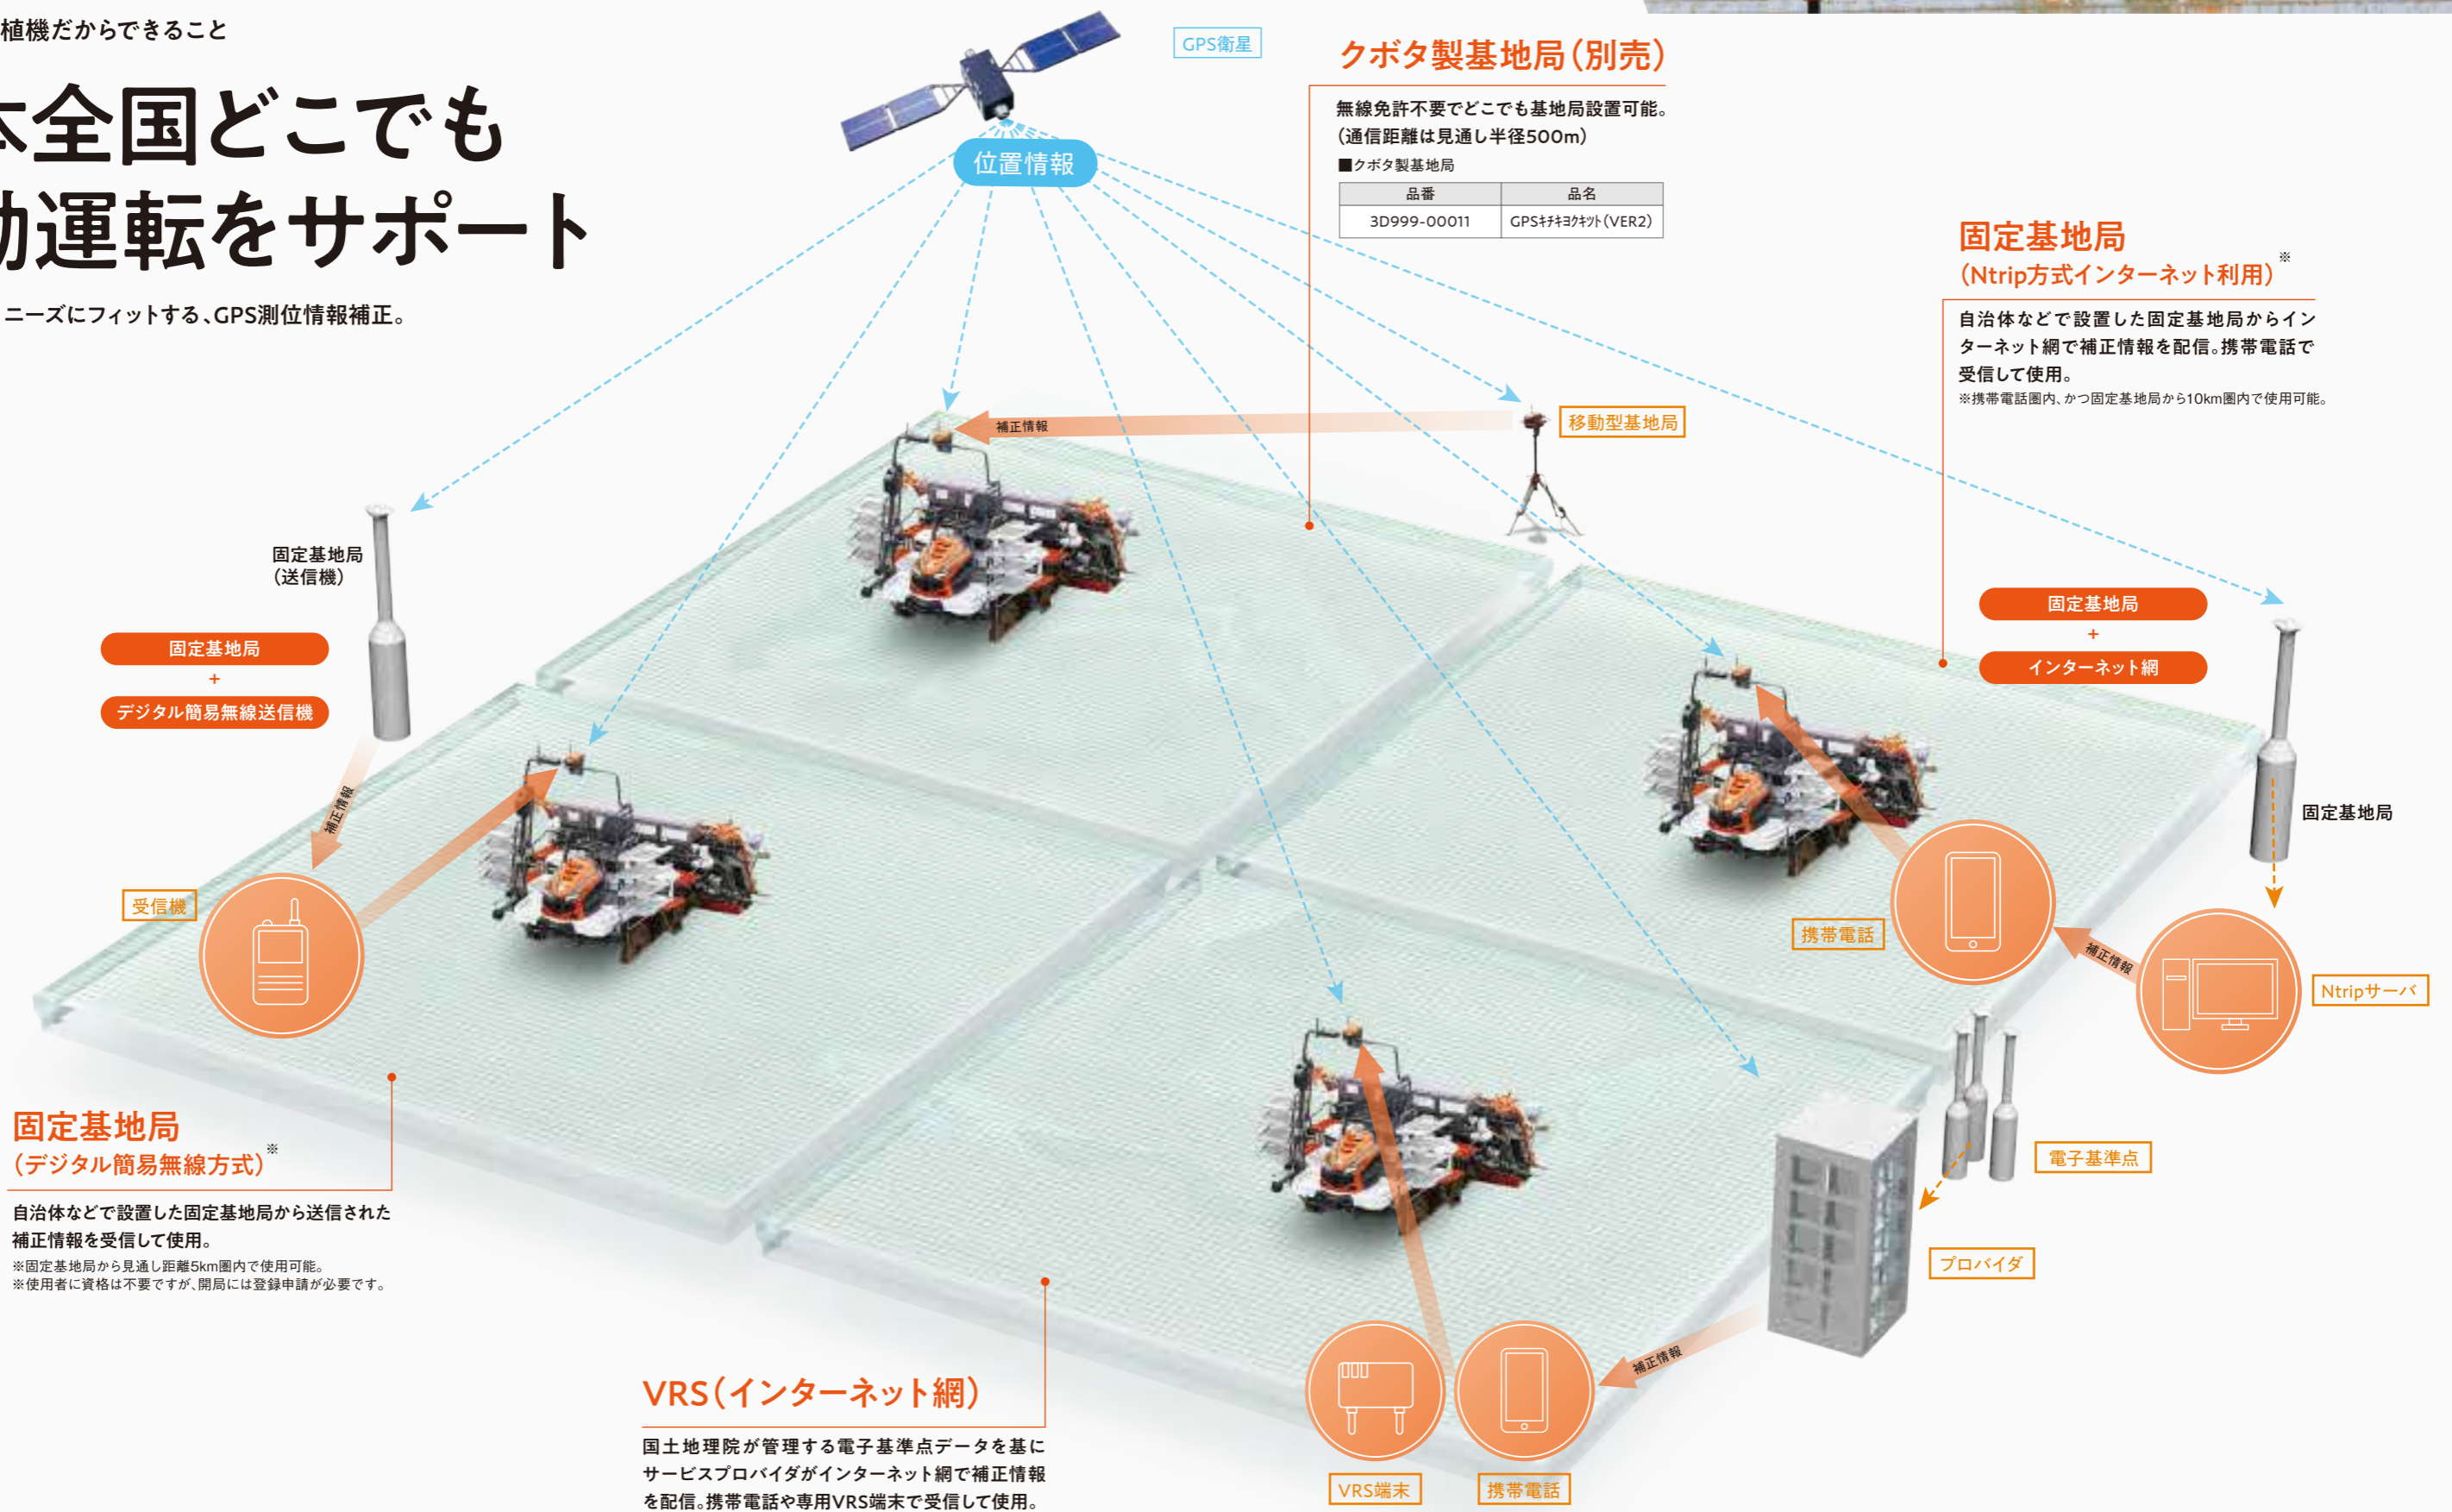 植機だからできること
本全国どこでも
動運転をサポート
ニーズにフィットする、GPS測位情報補正。
GPS衛星
位置情報
クボタ製基地局(別売)
無線免許不要でどこでも基地局設置可能。
(通信距離は見通し半径500m)
■クボタ製基地局
品番 品名
3D999-00011 GPSｷﾁｷﾖｸｷｯﾄ(VER2)
固定基地局
(Ntrip方式インターネット利用)※
自治体などで設置した固定基地局からイン
ターネット網で補正情報を配信。携帯電話で
受信して使用。
※携帯電話圏内、かつ固定基地局から10km圏内で使用可能。
補正情報
移動型基地局
固定基地局
(送信機)
固定基地局
+
デジタル簡易無線送信機
補正情報
受信機
固定基地局
+
インターネット網
固定基地局
携帯電話
補正情報
Ntripサーバ
固定基地局
(デジタル簡易無線方式)※
自治体などで設置した固定基地局から送信された
補正情報を受信して使用。
※固定基地局から見通し距離5km圏内で使用可能。
※使用者に資格は不要ですが、開局には登録申請が必要です。
電子基準点
プロバイダ
補正情報
VRS(インターネット網)
国土地理院が管理する電子基準点データを基に
サービスプロバイダがインターネット網で補正情報
を配信。携帯電話や専用VRS端末で受信して使用。
VRS端末
携帯電話